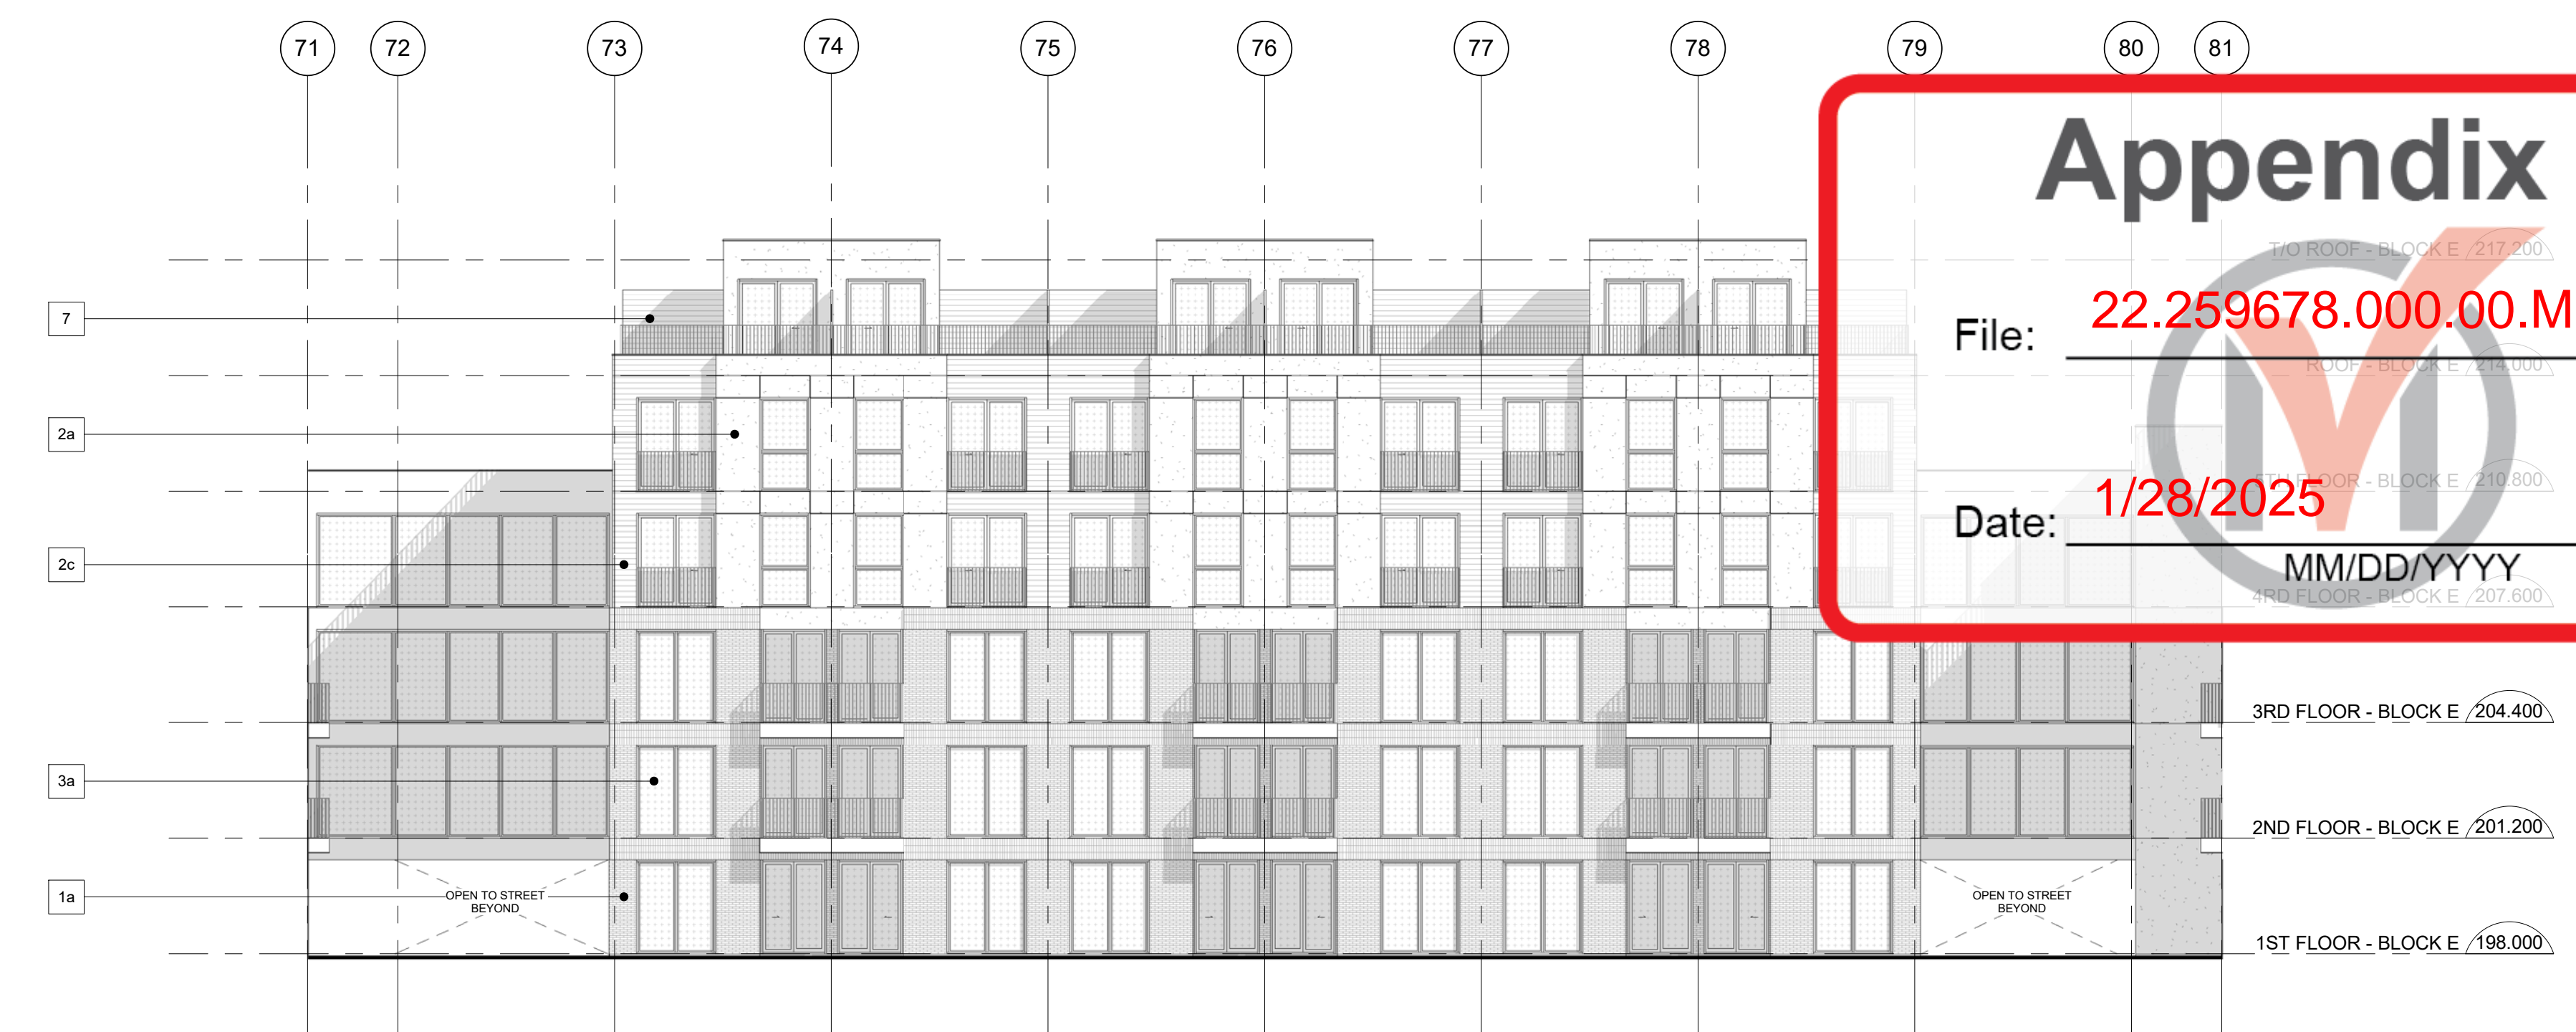 71 72 73 74 75 76 77 78 79 80 81
Appendix
T/O ROOF - BLOCK E 217.200
7
File: 22.259678.000.00.M
ROOF - BLOCK E 214.000
2a
5TH FLOOR - BLOCK E 210.800
Date: 1/28/2025
MM/DD/YYYY
2c
4RD FLOOR - BLOCK E 207.600
3RD FLOOR - BLOCK E 204.400
3a
2ND FLOOR - BLOCK E 201.200
1a
OPEN TO STREET
BEYOND
OPEN TO STREET
BEYOND
1ST FLOOR - BLOCK E 198.000